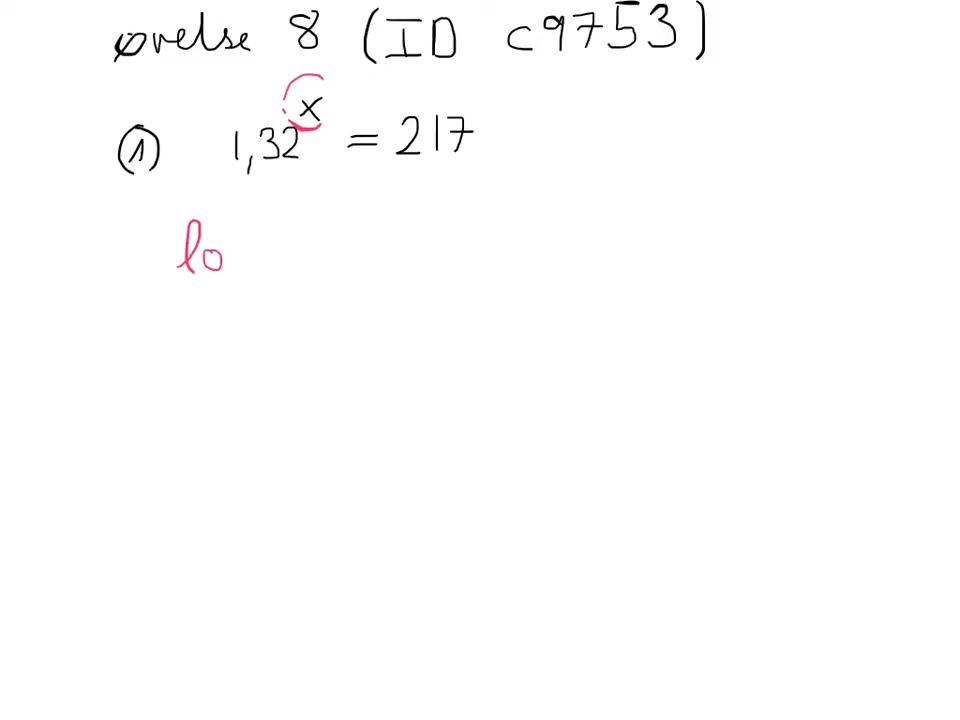 øvelse 8 (ID c9753)
① 1,32^x = 217
lo